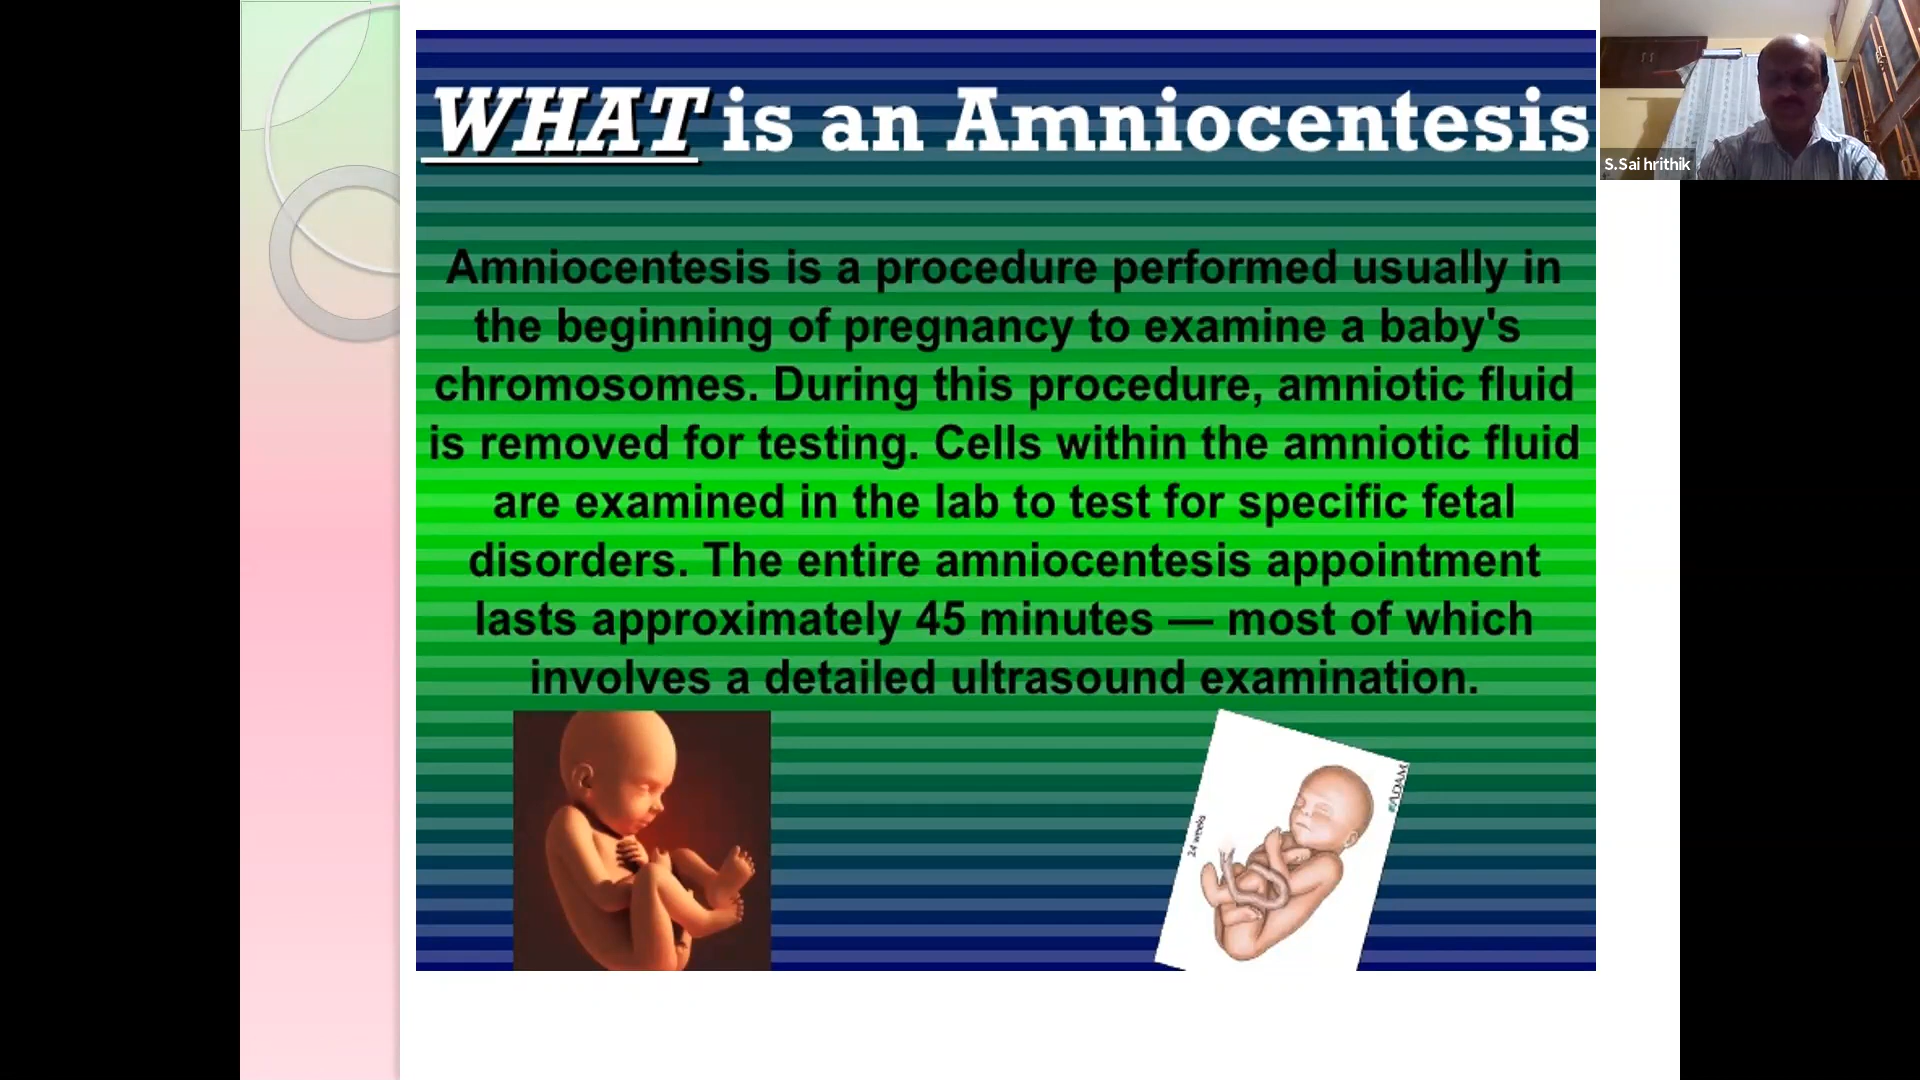 WHAT is an Amniocentesis
S.Sai hrithik
Amniocentesis is a procedure performed usually in
the beginning of pregnancy to examine a baby's
chromosomes. During this procedure, amniotic fluid
is removed for testing. Cells within the amniotic fluid
are examined in the lab to test for specific fetal
disorders. The entire amniocentesis appointment
lasts approximately 45 minutes — most of which
involves a detailed ultrasound examination.
24 weeks
ADAM